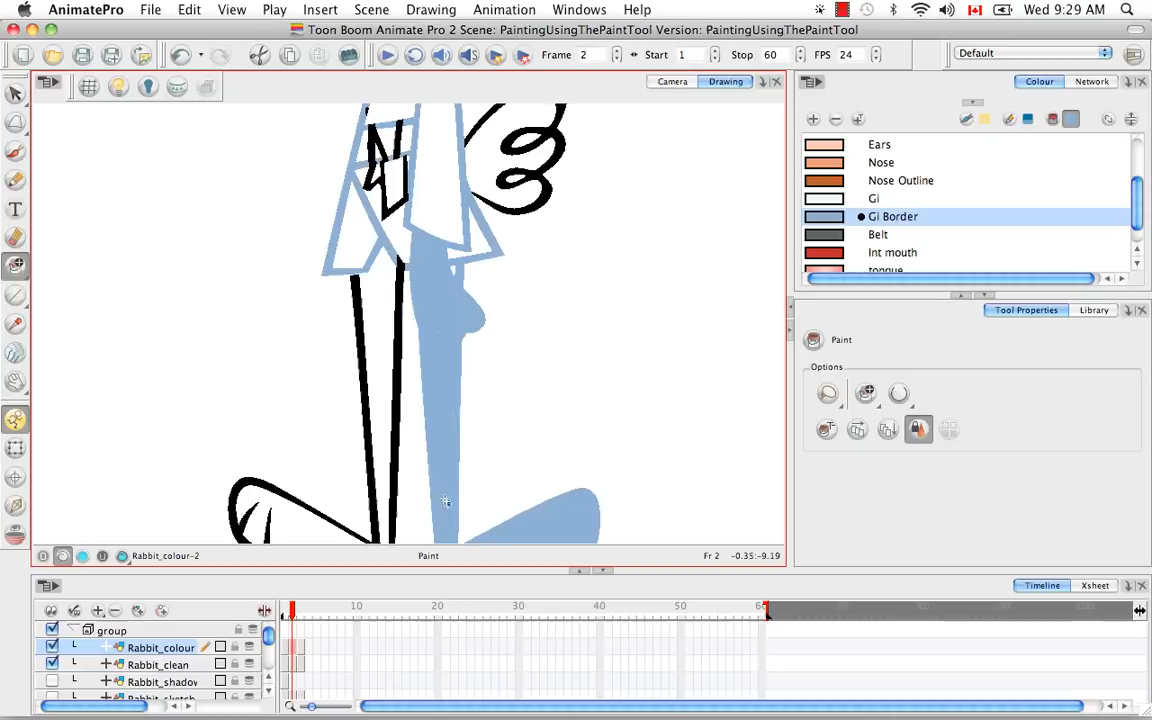 AnimatePro File Edit View Play Insert Scene Drawing Animation Windows Help Wed 9:29 AM
Toon Boom Animate Pro 2 Scene: PaintingUsingThePaintTool Version: PaintingUsingThePaintTool
Frame 2 Start 1 Stop 60 FPS 24 Default
Camera Drawing Colour Network
Ears
Nose
Nose Outline
Gi
Gi Border
Belt
Int mouth
tongue
Tool Properties Library
Paint
Options
Rabbit_colour-2 Paint Fr 2 -0.35:-9.19
Timeline Xsheet
10 20 30 40 50 60
group
Rabbit_colour
Rabbit_clean
Rabbit_shadow
Rabbit_sketch